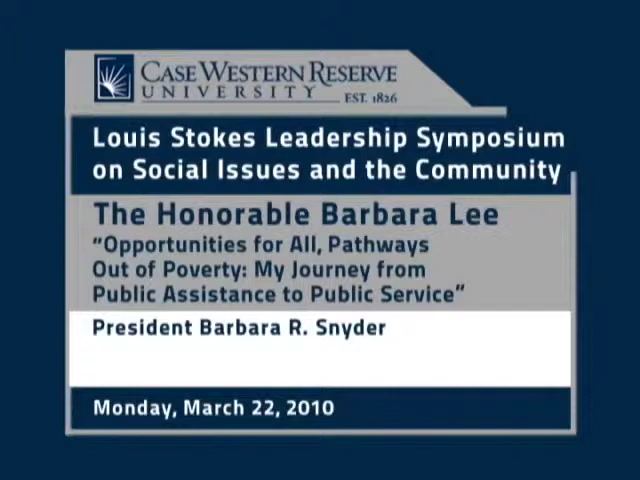 CASE WESTERN RESERVE
UNIVERSITY EST. 1826
Louis Stokes Leadership Symposium
on Social Issues and the Community
The Honorable Barbara Lee
"Opportunities for All, Pathways
Out of Poverty: My Journey from
Public Assistance to Public Service"
President Barbara R. Snyder
Monday, March 22, 2010